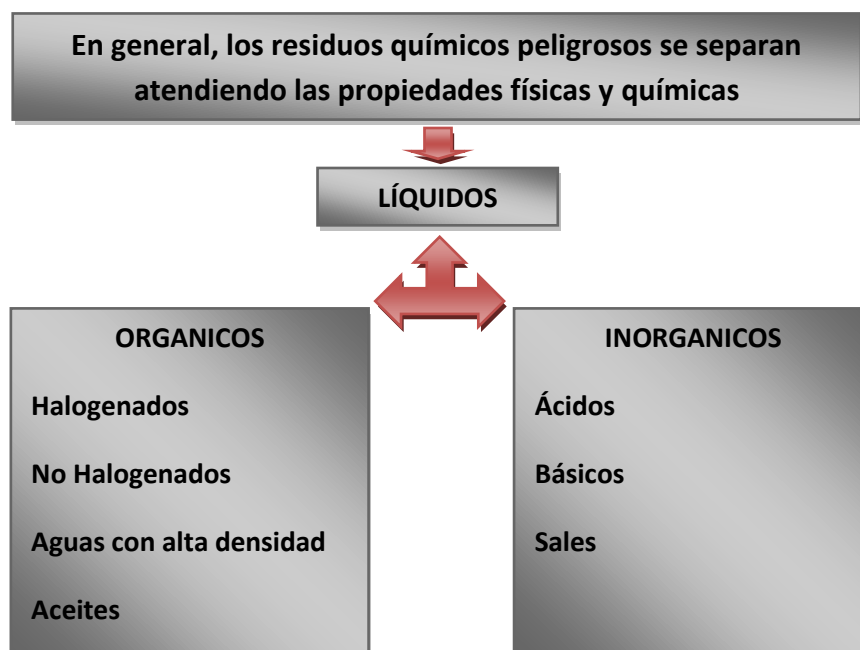 En general, los residuos químicos peligrosos se separan
atendiendo las propiedades físicas y químicas
LÍQUIDOS
ORGANICOS
Halogenados
No Halogenados
Aguas con alta densidad
Aceites
INORGANICOS
Ácidos
Básicos
Sales